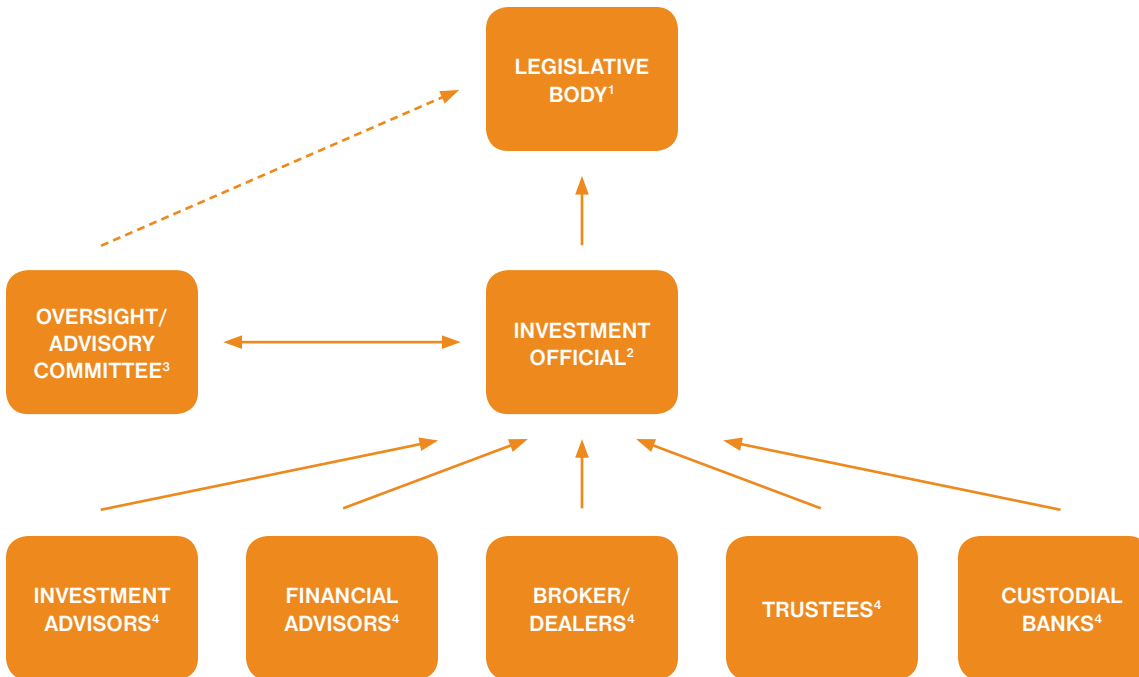 LEGISLATIVE
BODY¹
OVERSIGHT/
ADVISORY
COMMITTEE³
INVESTMENT
OFFICIAL²
INVESTMENT
ADVISORS⁴
FINANCIAL
ADVISORS⁴
BROKER/
DEALERS⁴
TRUSTEES⁴
CUSTODIAL
BANKS⁴